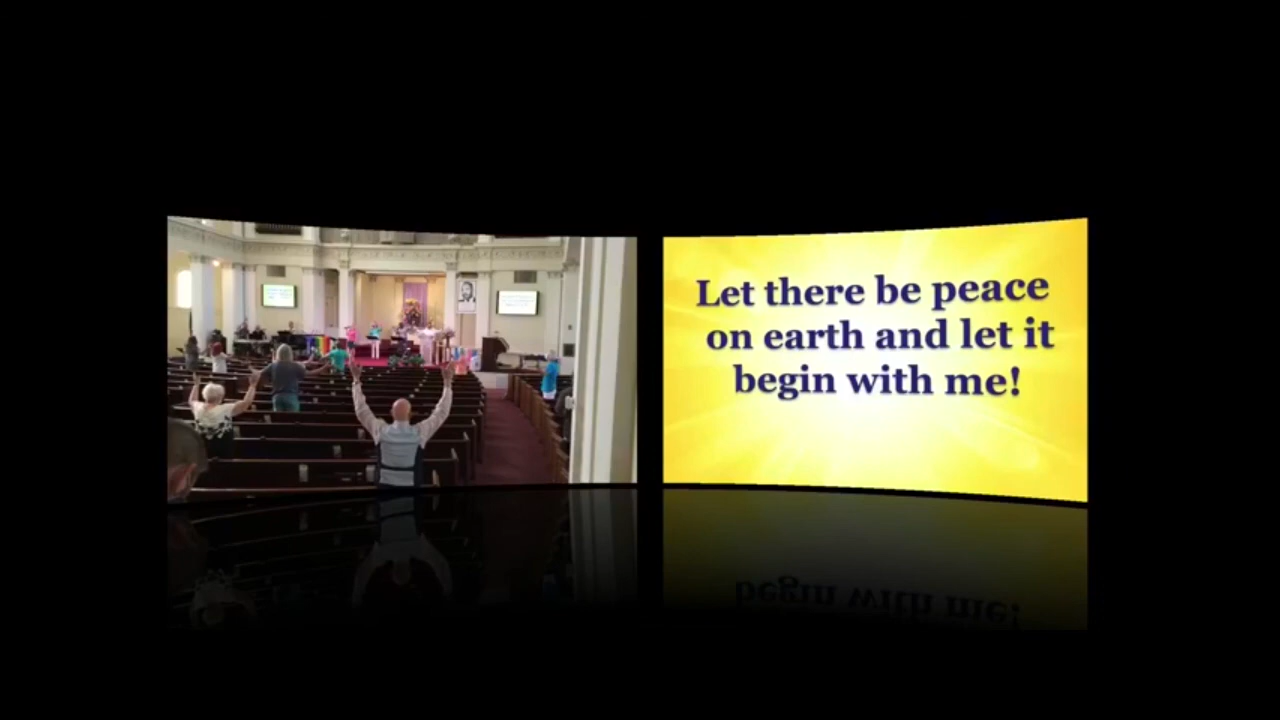 Let there be peace
on earth and let it
begin with me!